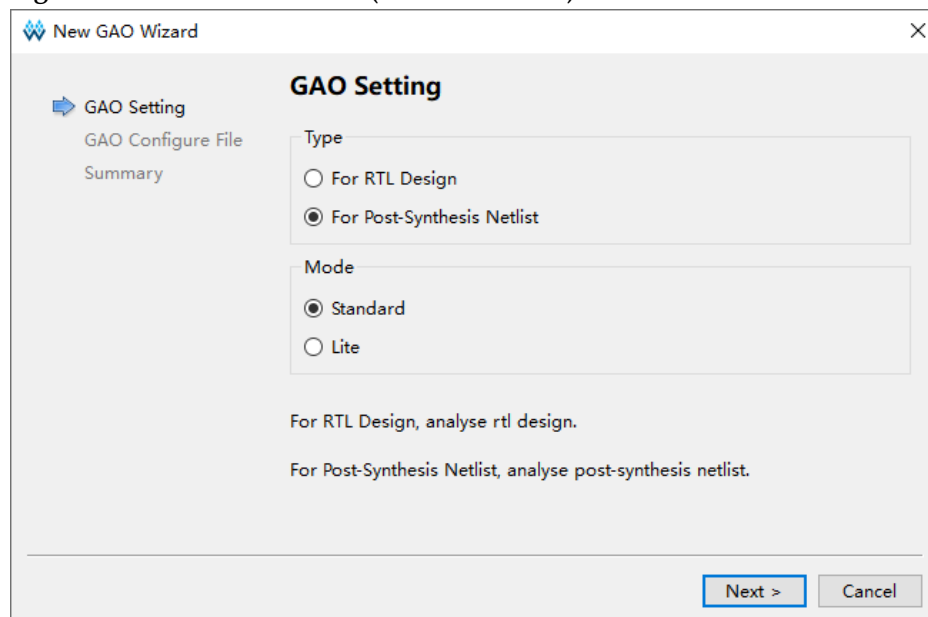 New GAO Wizard
GAO Setting
GAO Configure File
Summary
GAO Setting
Type
For RTL Design
For Post-Synthesis Netlist
Mode
Standard
Lite
For RTL Design, analyse rtl design.
For Post-Synthesis Netlist, analyse post-synthesis netlist.
Next >
Cancel